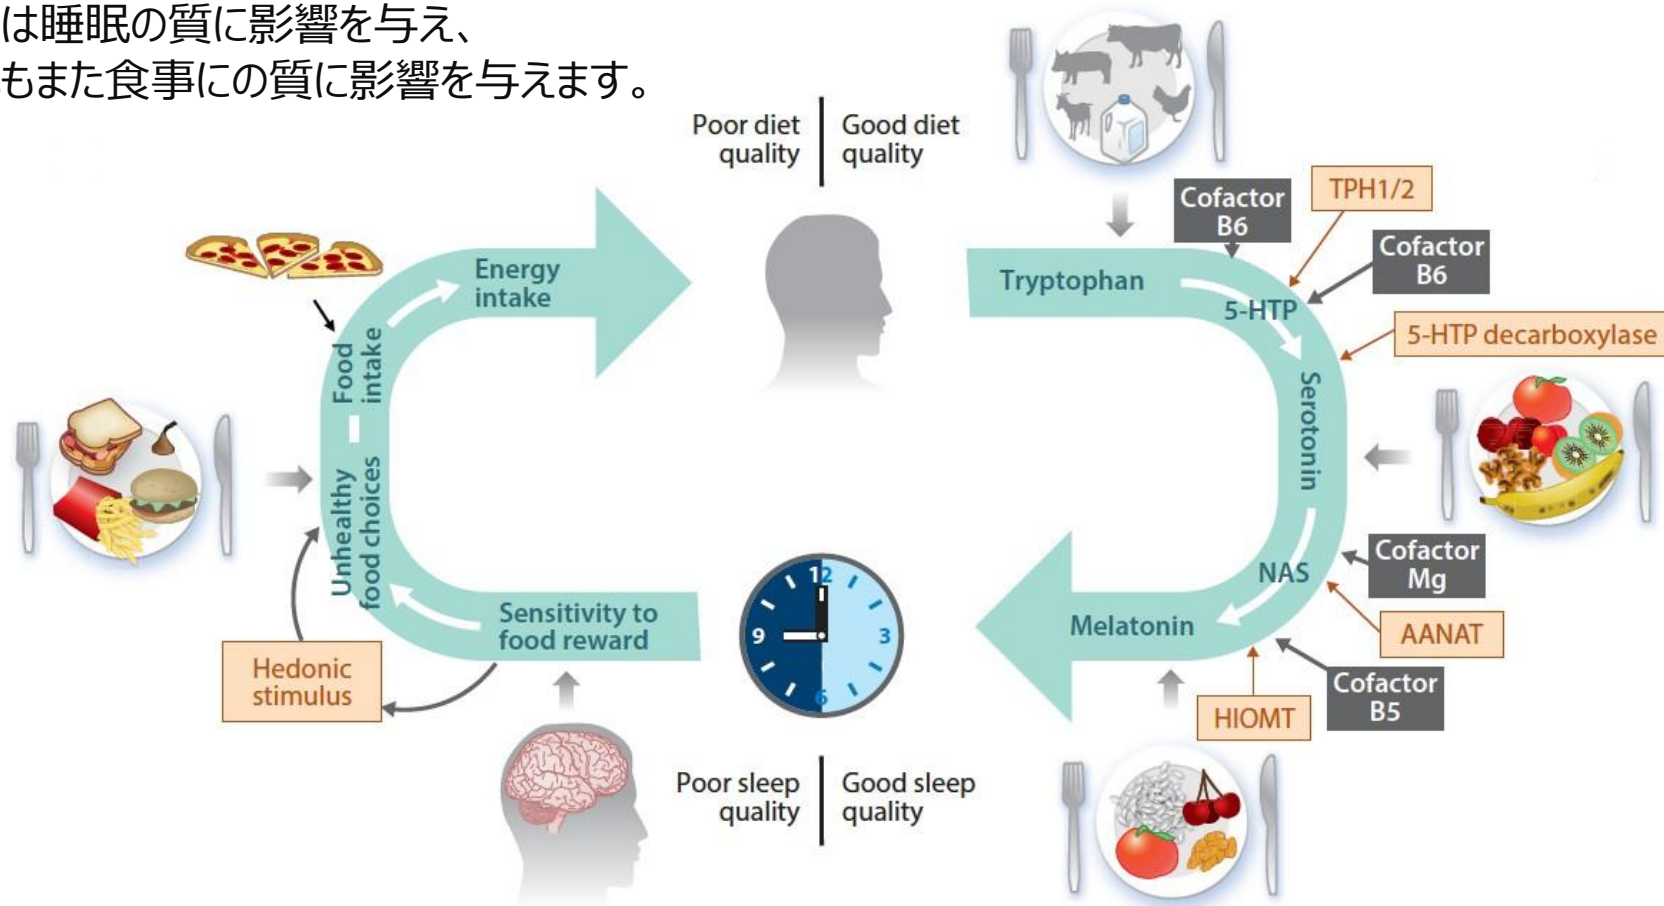 は睡眠の質に影響を与え、
もまた食事にの質に影響を与えます。
Poor diet
quality
Good diet
quality
Energy
intake
Food
intake
Unhealthy
food choices
Sensitivity to
food reward
Hedonic
stimulus
Tryptophan
Cofactor
B6
TPH1/2
5-HTP
Cofactor
B6
5-HTP decarboxylase
Serotonin
NAS
Cofactor
Mg
AANAT
Cofactor
B5
HIOMT
Melatonin
12
9
3
6
Poor sleep
quality
Good sleep
quality